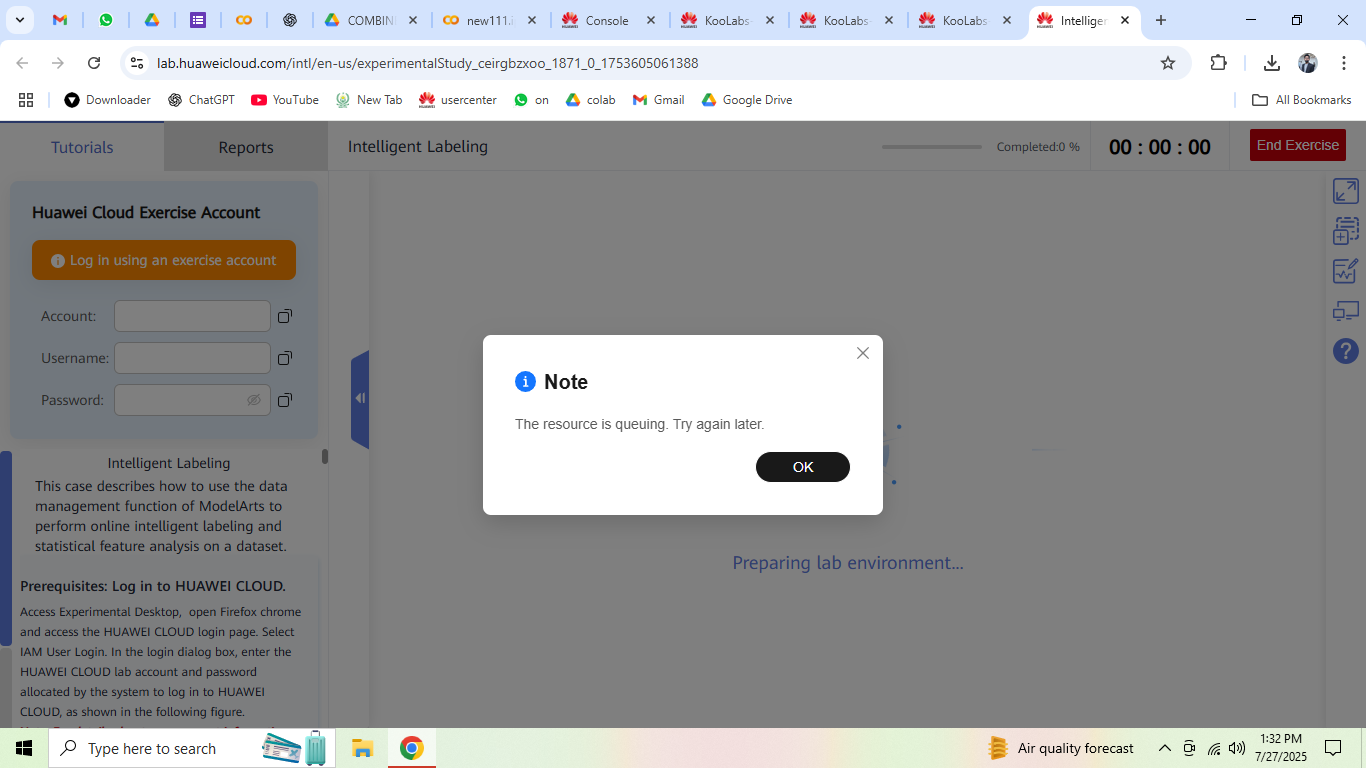 COMBIN
new111.i
Console
KooLabs-
KooLabs-
KooLabs-
Intelliger
lab.huaweicloud.com/intl/en-us/experimentalStudy_ceirgbzxoo_1871_0_1753605061388
Downloader
ChatGPT
YouTube
New Tab
usercenter
on
colab
Gmail
Google Drive
All Bookmarks
Tutorials
Reports
Intelligent Labeling
Completed:0 %
00 : 00 : 00
End Exercise
Huawei Cloud Exercise Account
Log in using an exercise account
Account:
Username:
Password:
Intelligent Labeling
This case describes how to use the data
management function of ModelArts to
perform online intelligent labeling and
statistical feature analysis on a dataset.
Prerequisites: Log in to HUAWEI CLOUD.
Access Experimental Desktop, open Firefox chrome
and access the HUAWEI CLOUD login page. Select
IAM User Login. In the login dialog box, enter the
HUAWEI CLOUD lab account and password
allocated by the system to log in to HUAWEI
CLOUD, as shown in the following figure.
Note
The resource is queuing. Try again later.
OK
Preparing lab environment...
Type here to search
Air quality forecast
1:32 PM
7/27/2025